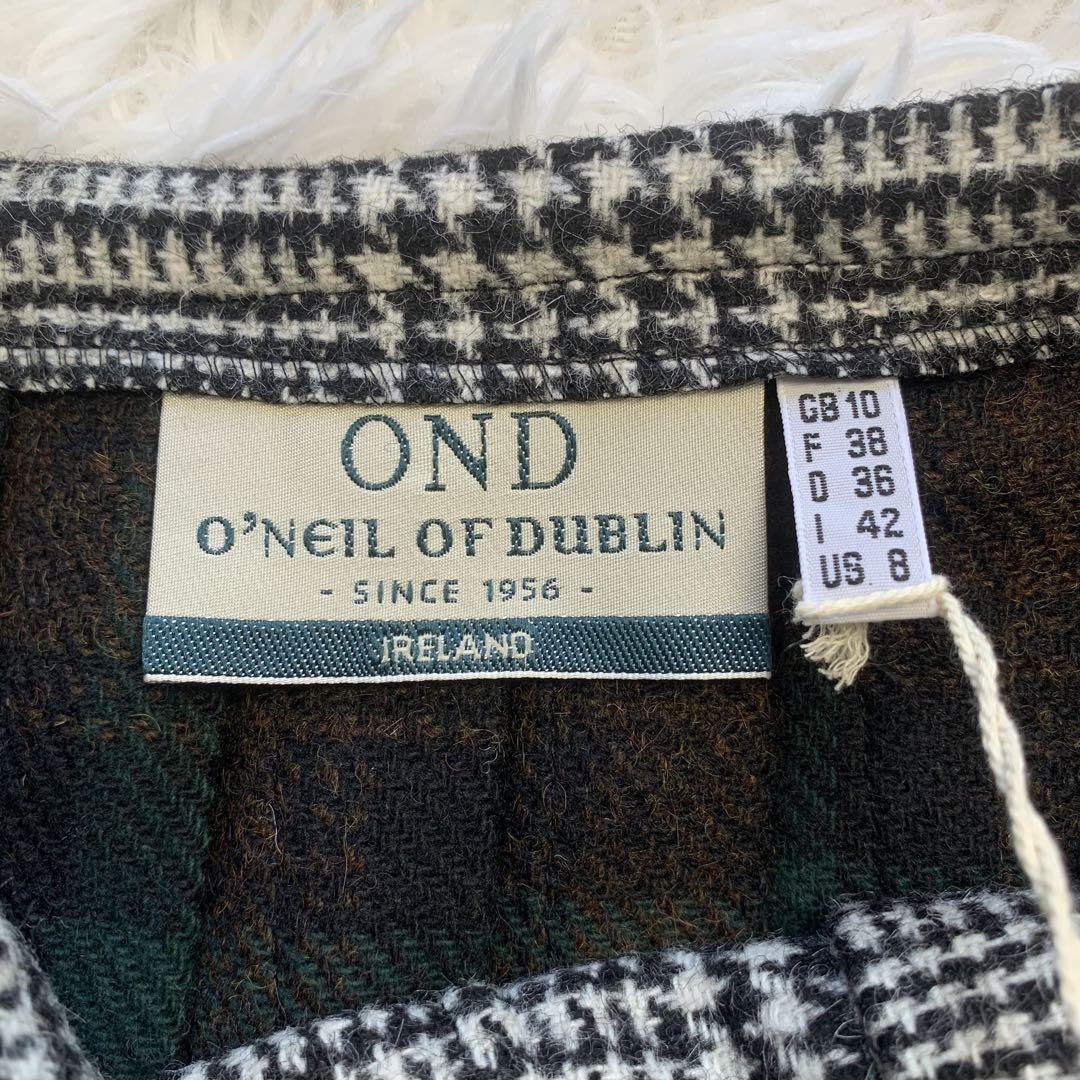 OND
O'NEIL OF DUBLIN
- SINCE 1956 -
IRELAND
GB 10
F 38
D 36
I 42
US. 8